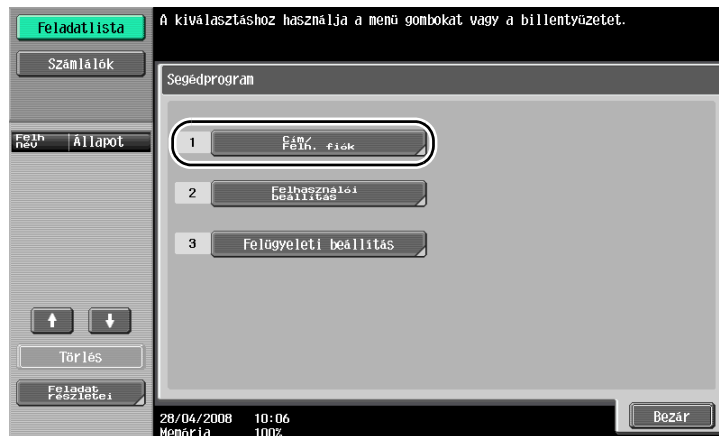 Feladatlista
Számlálók
Felh
név
Állapot
Törlés
Feladat
részletei
A kiválasztáshoz használja a menü gombokat vagy a billentyűzetet.
Segédprogram
1
Cím/
Felh. fiók
2
Felhasználói
beállítás
3
Felügyeleti beállítás
28/04/2008 10:06
Memória 100%
Bezár